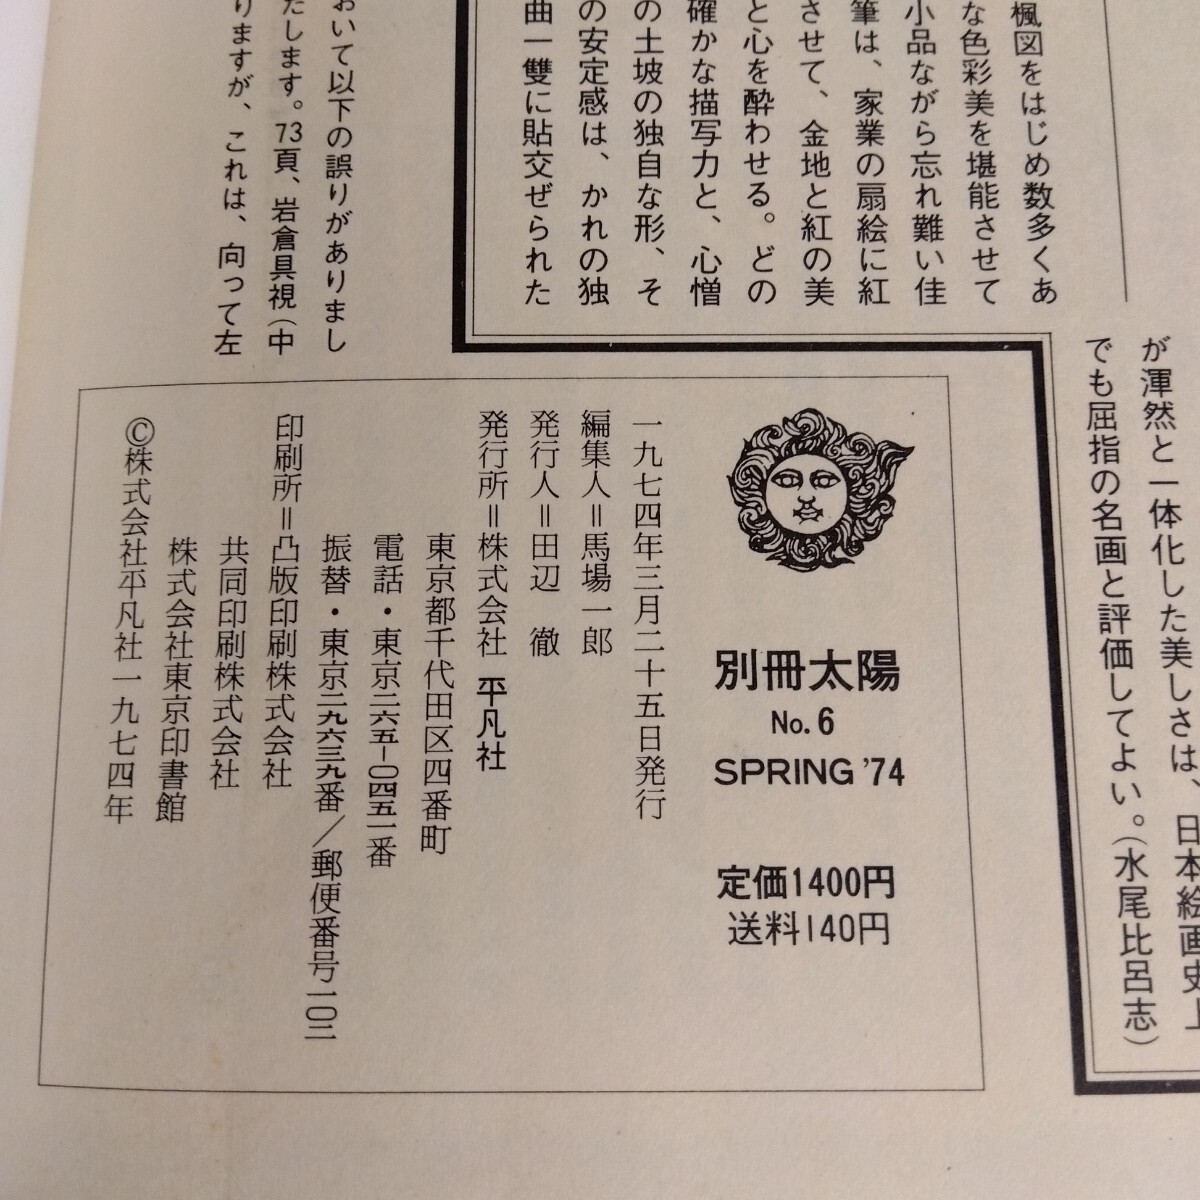 楓図をはじめ数多くあ
な色彩美を堪能させて
小品ながら忘れ難い佳
筆は、家業の扇絵に紅
させて、金地と紅の美
と心を酔わせる。どの
確かな描写力と、心憎
の土坡の独自な形、そ
の安定感は、かれの独
曲一雙に貼交ぜられた
が渾然と一体化した美しさは、日本絵画史上
でも屈指の名画と評価してよい。(水尾比呂志)
おいて以下の誤りがありまし
たします。73頁、岩倉具視(中
りますが、これは、向って左
別冊太陽
No. 6
SPRING '74
定価1400円
送料140円
一九七四年三月二十五日発行
編集人=馬場一郎
発行人=田辺 徹
発行所=株式会社 平凡社
東京都千代田区四番町
電話・東京二六五-〇四五一番
振替・東京二九六三九番/郵便番号一〇二
印刷所=凸版印刷株式会社
共同印刷株式会社
株式会社東京印書館
©株式会社平凡社一九七四年